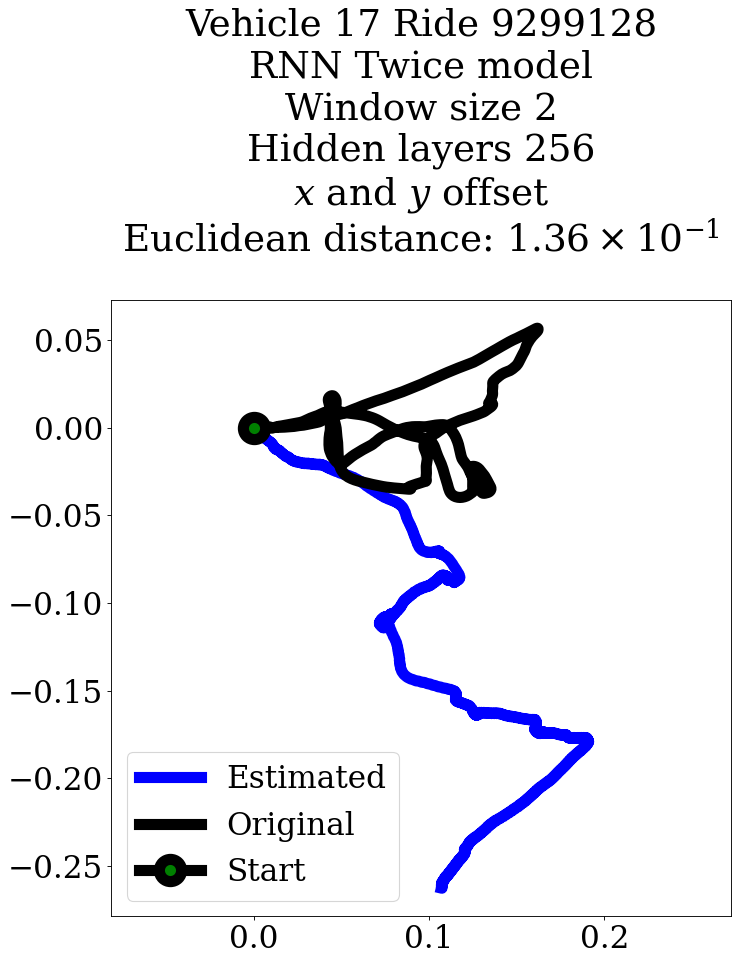 Vehicle 17 Ride 9299128
RNN Twice model
Window size 2
Hidden layers 256
x and y offset
Euclidean distance: 1.36 × 10⁻¹
0.05
0.00
−0.05
−0.10
−0.15
−0.20
−0.25
Estimated
Original
Start
0.0 0.1 0.2